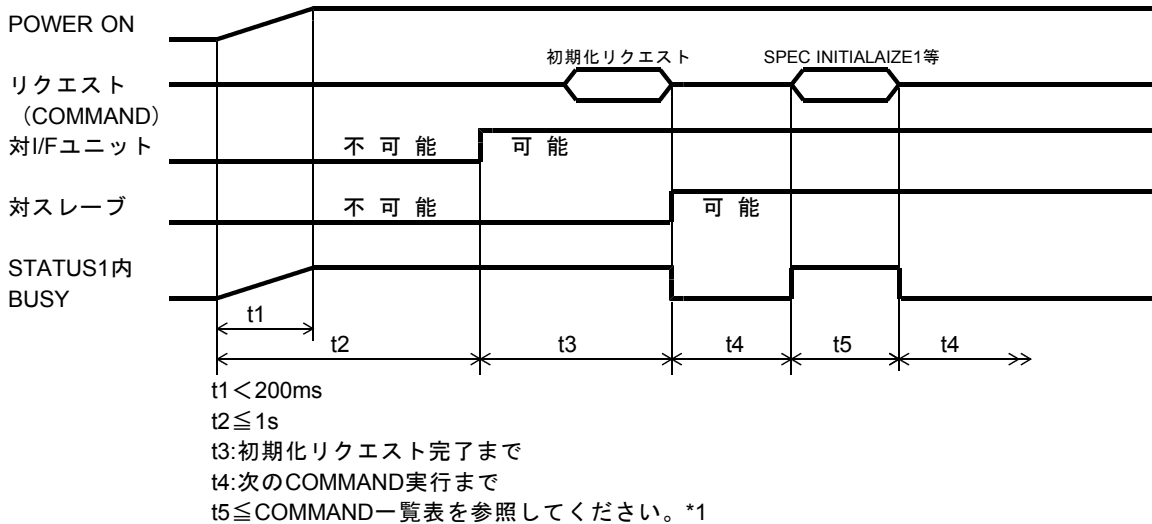 POWER ON
初期化リクエスト SPEC INITIALAIZE1等
リクエスト
（COMMAND）
対I/Fユニット 不 可 能 可 能
対スレーブ 不 可 能 可 能
STATUS1内
BUSY
t1
t2 t3 t4 t5 t4
t1＜200ms
t2≦1s
t3:初期化リクエスト完了まで
t4:次のCOMMAND実行まで
t5≦COMMAND一覧表を参照してください。*1